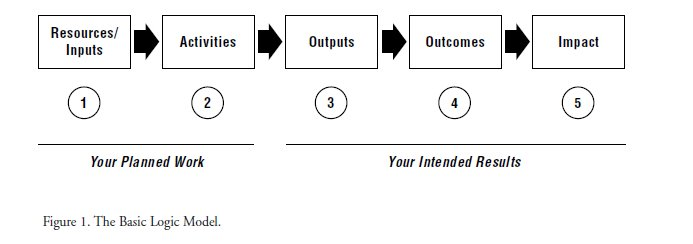 Resources/
Inputs
Activities
Outputs
Outcomes
Impact
1
2
3
4
5
Your Planned Work
Your Intended Results
Figure 1. The Basic Logic Model.